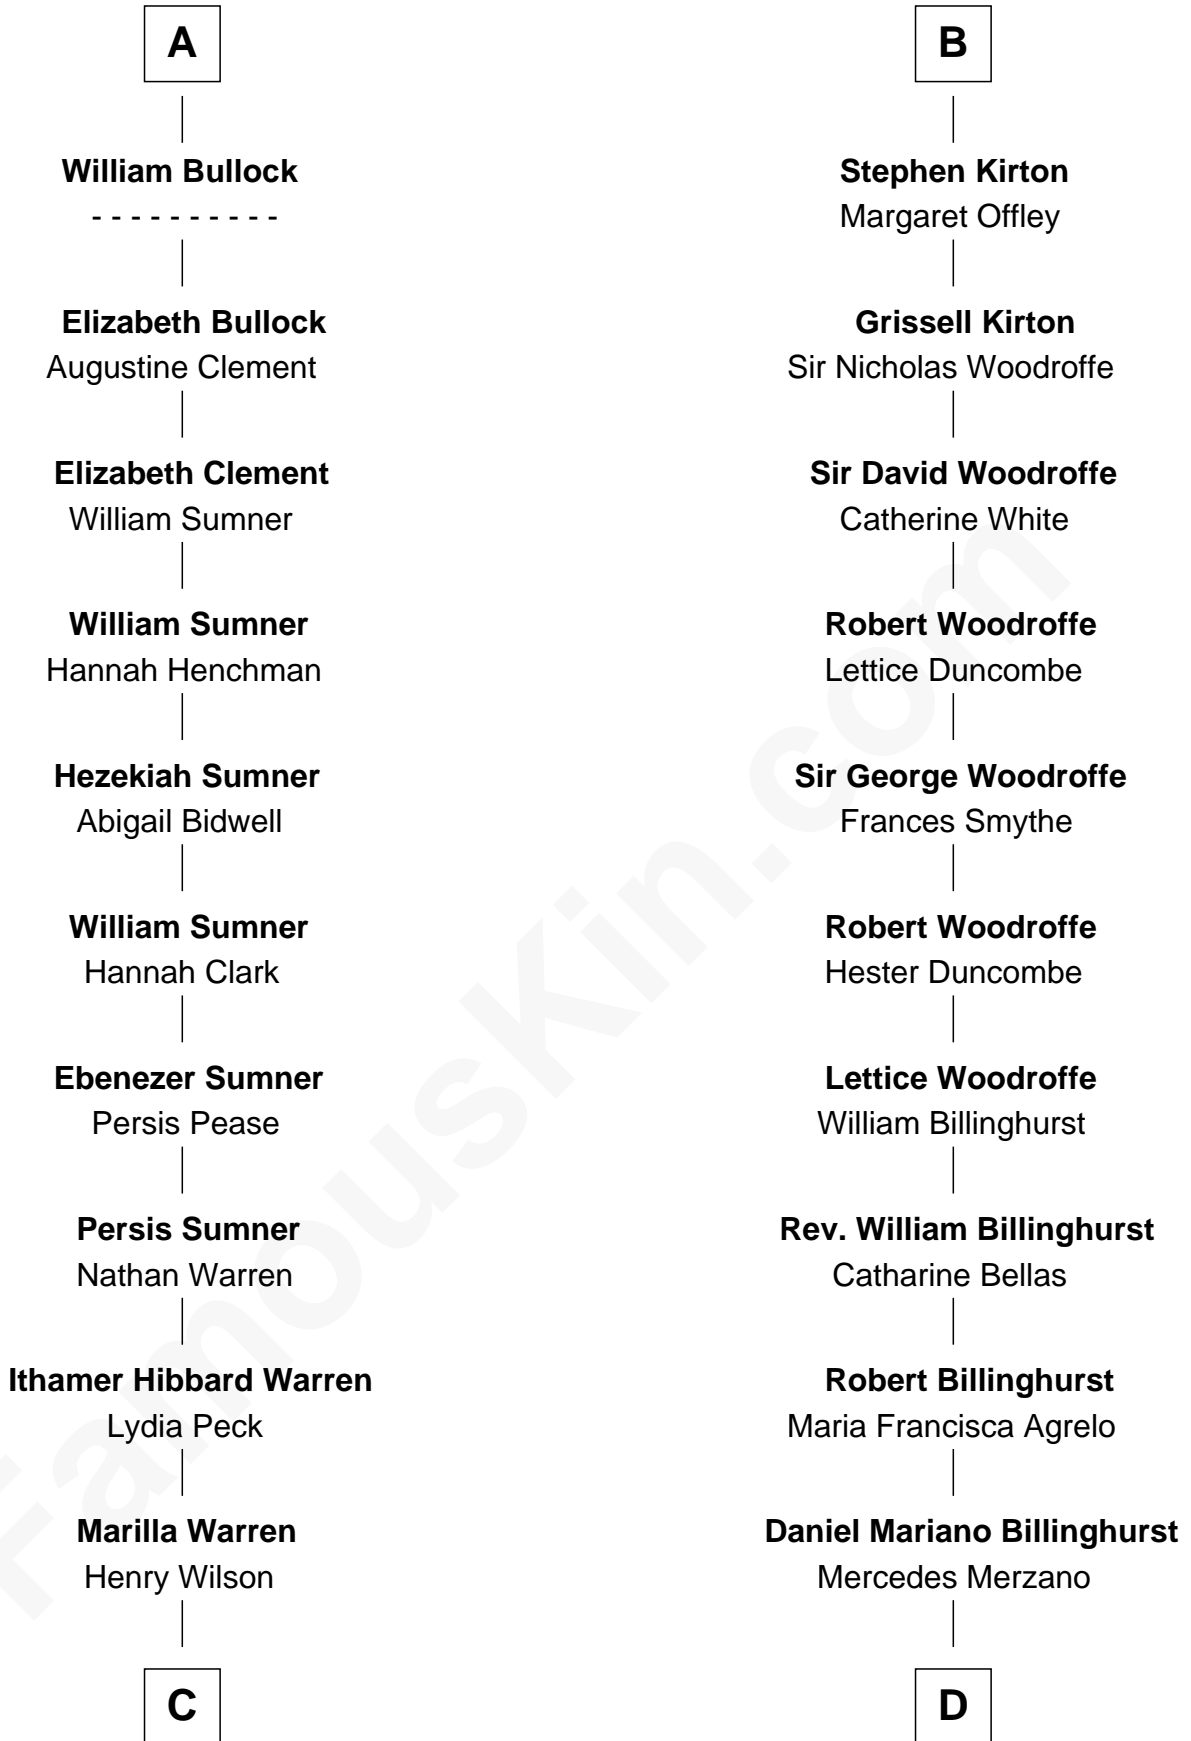 A
William Bullock
- - - - - - - - - -
Elizabeth Bullock
Augustine Clement
Elizabeth Clement
William Sumner
William Sumner
Hannah Henchman
Hezekiah Sumner
Abigail Bidwell
William Sumner
Hannah Clark
Ebenezer Sumner
Persis Pease
Persis Sumner
Nathan Warren
Ithamer Hibbard Warren
Lydia Peck
Marilla Warren
Henry Wilson
C
B
Stephen Kirton
Margaret Offley
Grissell Kirton
Sir Nicholas Woodroffe
Sir David Woodroffe
Catherine White
Robert Woodroffe
Lettice Duncombe
Sir George Woodroffe
Frances Smythe
Robert Woodroffe
Hester Duncombe
Lettice Woodroffe
William Billinghurst
Rev. William Billinghurst
Catharine Bellas
Robert Billinghurst
Maria Francisca Agrelo
Daniel Mariano Billinghurst
Mercedes Merzano
D
FamousKin.com